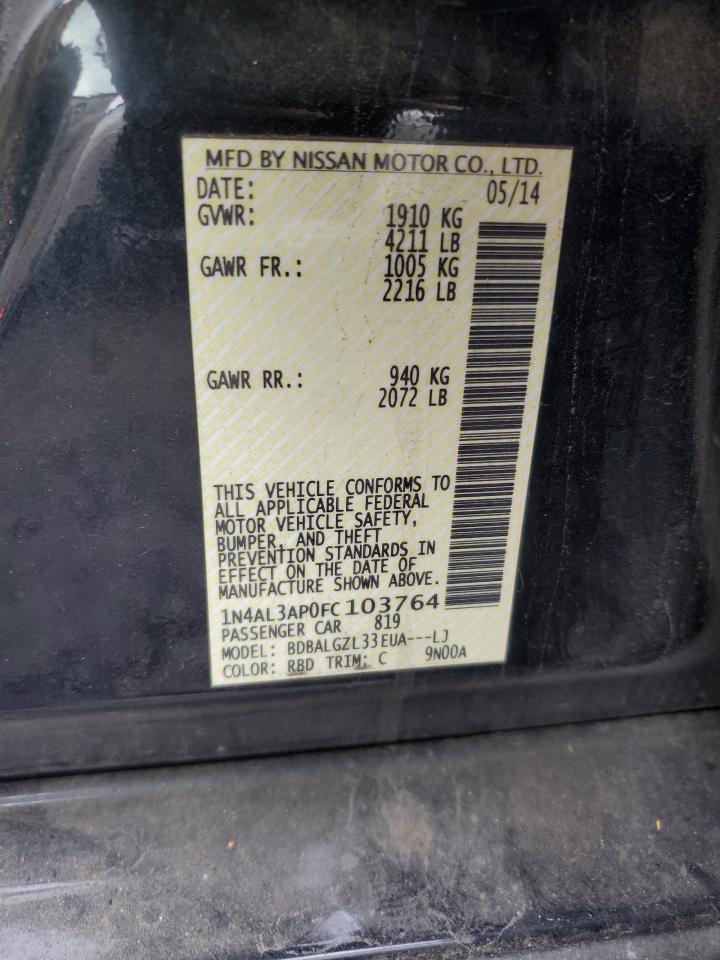 MFD BY NISSAN MOTOR CO., LTD.
DATE: 05/14
GVWR: 1910 KG
4211 LB
GAWR FR.: 1005 KG
2216 LB
GAWR RR.: 940 KG
2072 LB
THIS VEHICLE CONFORMS TO
ALL APPLICABLE FEDERAL
MOTOR VEHICLE SAFETY,
BUMPER, AND THEFT
PREVENTION STANDARDS IN
EFFECT ON THE DATE OF
MANUFACTURE SHOWN ABOVE.
1N4AL3AP0FC103764
PASSENGER CAR 819
MODEL: BDBALGZL33EUA---LJ
COLOR: RBD TRIM: C 9N00A